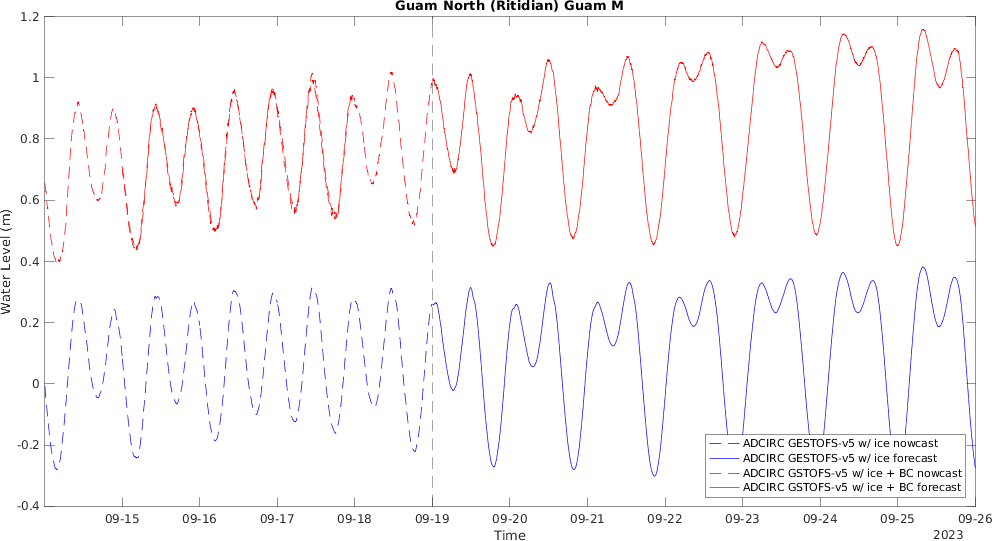 Guam North (Ritidian) Guam M
Water Level (m)
1.2
1
0.8
0.6
0.4
0.2
0
-0.2
-0.4
ADCIRC GESTOFS-v5 w/ ice nowcast
ADCIRC GESTOFS-v5 w/ ice forecast
ADCIRC GSTOFS-v5 w/ ice + BC nowcast
ADCIRC GSTOFS-v5 w/ ice + BC forecast
09-15 09-16 09-17 09-18 09-19 09-20 09-21 09-22 09-23 09-24 09-25 09-26
Time
2023